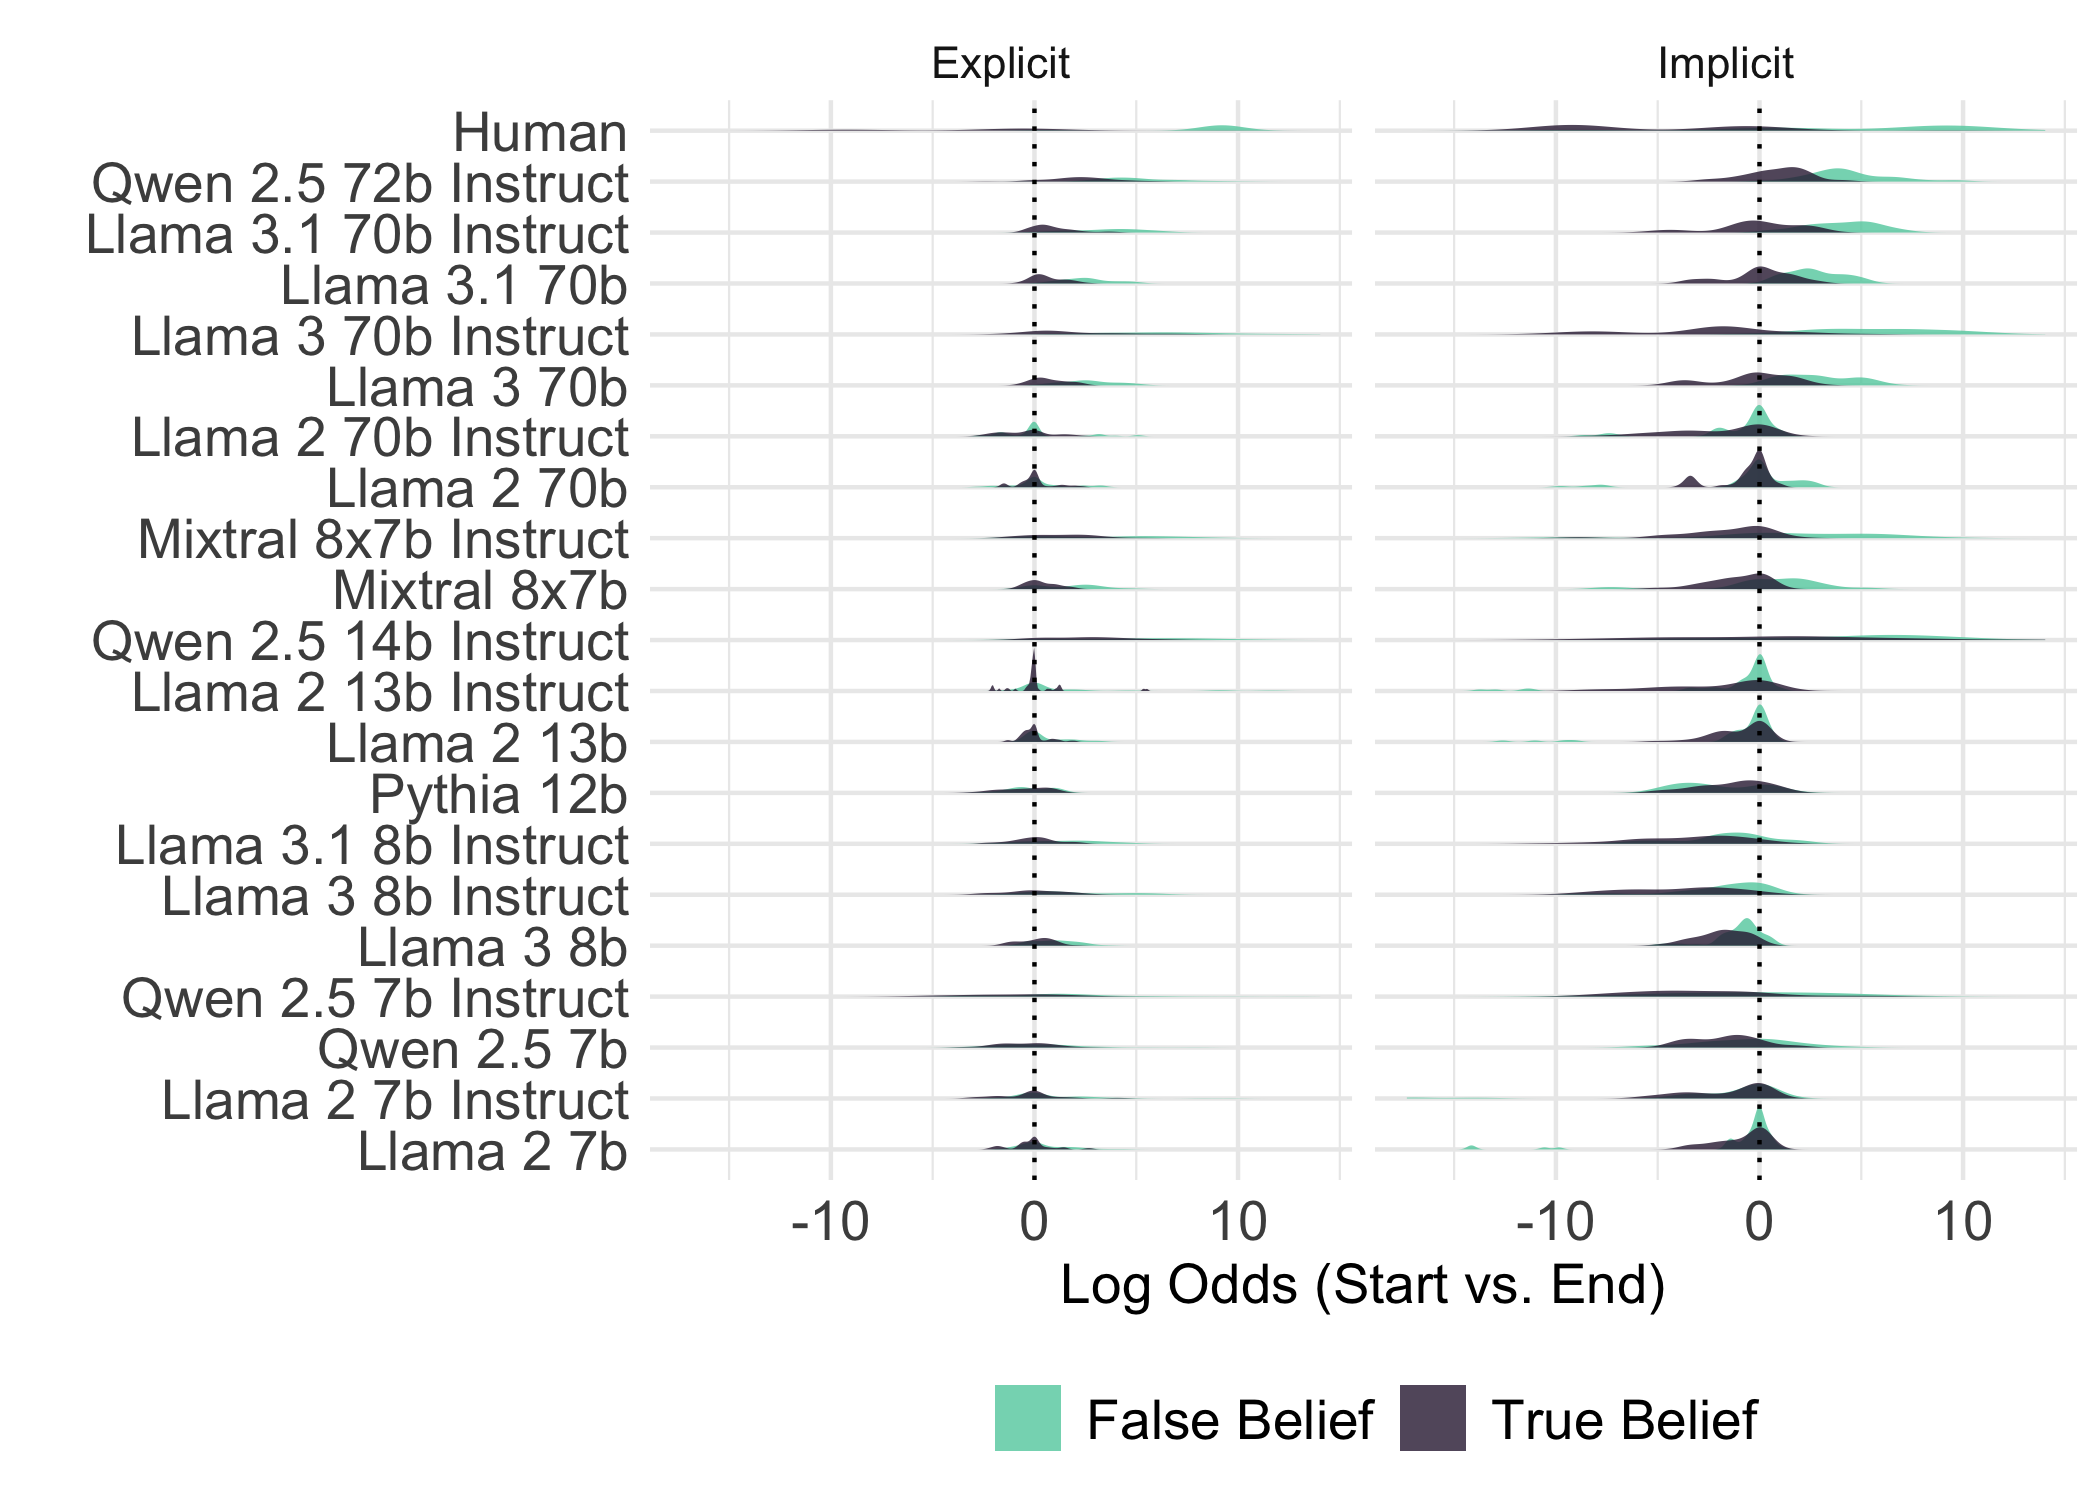 Explicit Implicit
Human
Qwen 2.5 72b Instruct
Llama 3.1 70b Instruct
Llama 3.1 70b
Llama 3 70b Instruct
Llama 3 70b
Llama 2 70b Instruct
Llama 2 70b
Mixtral 8x7b Instruct
Mixtral 8x7b
Qwen 2.5 14b Instruct
Llama 2 13b Instruct
Llama 2 13b
Pythia 12b
Llama 3.1 8b Instruct
Llama 3 8b Instruct
Llama 3 8b
Qwen 2.5 7b Instruct
Qwen 2.5 7b
Llama 2 7b Instruct
Llama 2 7b
-10 0 10 -10 0 10
Log Odds (Start vs. End)
False Belief True Belief